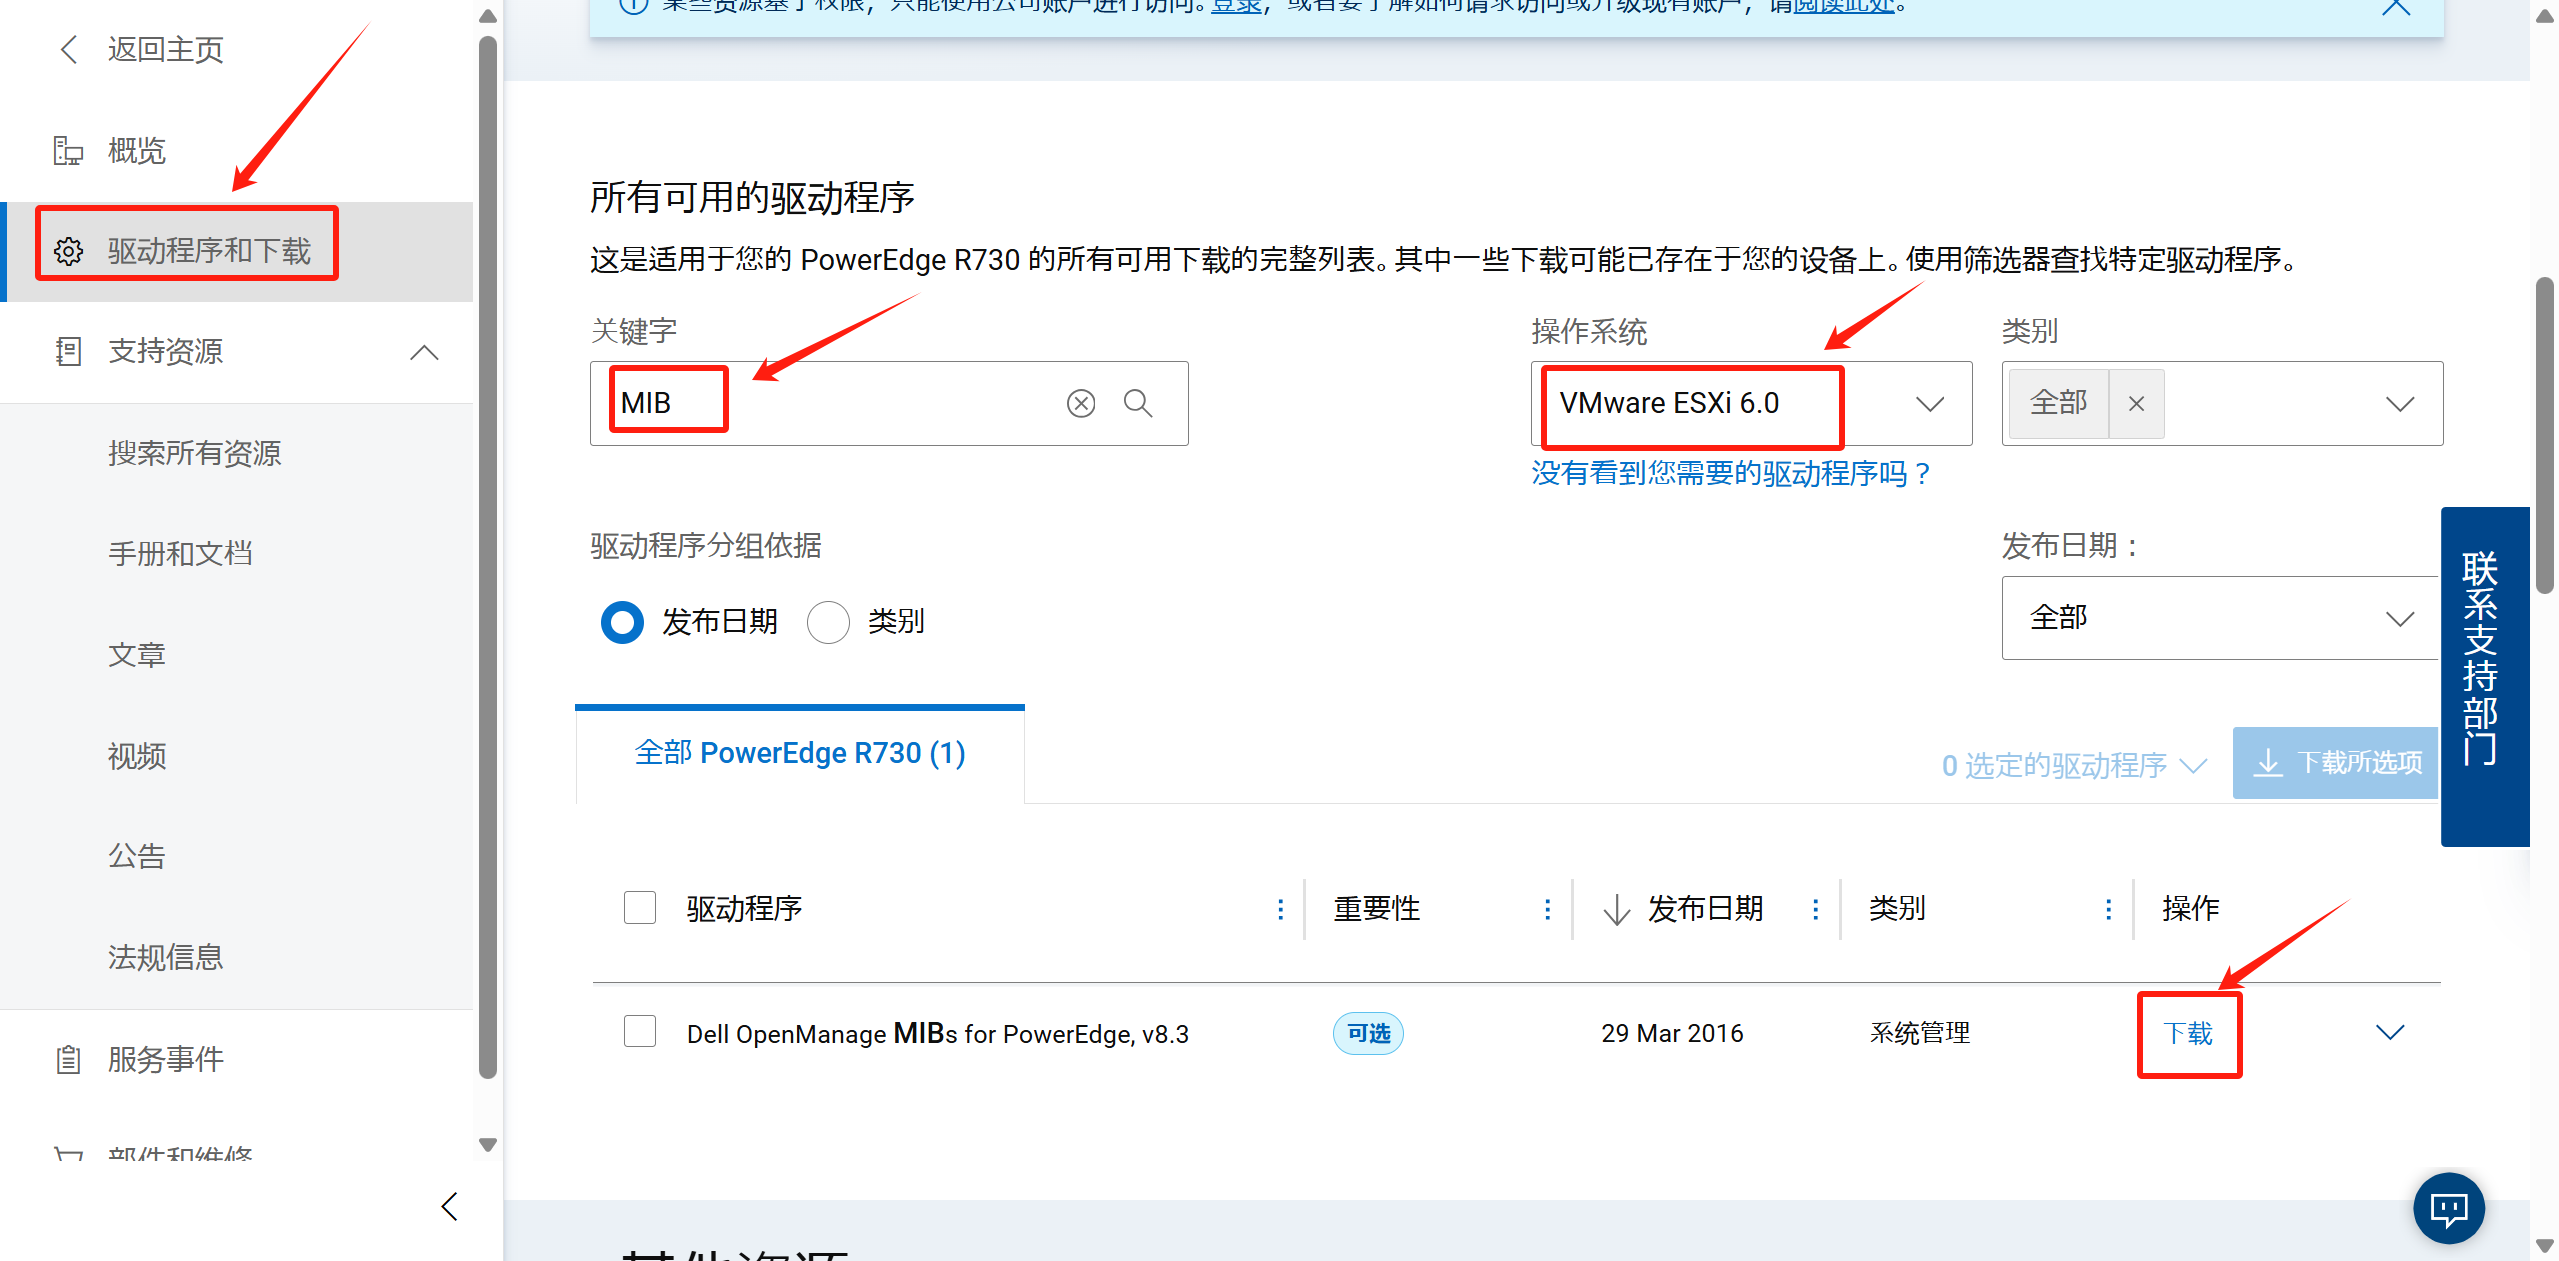 返回主页
概览
驱动程序和下载
支持资源
搜索所有资源
手册和文档
文章
视频
公告
法规信息
服务事件
部件和维修
某些资源基于权限，只能使用公司账户进行访问。登录，或者要了解如何请求访问或升级现有账户，请阅读此处。
所有可用的驱动程序
这是适用于您的 PowerEdge R730 的所有可用下载的完整列表。其中一些下载可能已存在于您的设备上。使用筛选器查找特定驱动程序。
关键字
操作系统
类别
MIB
VMware ESXi 6.0
全部
没有看到您需要的驱动程序吗？
驱动程序分组依据
发布日期：
发布日期
类别
全部
联系支持部门
全部 PowerEdge R730 (1)
0 选定的驱动程序
下载所选项
驱动程序
重要性
发布日期
类别
操作
Dell OpenManage MIBs for PowerEdge, v8.3
可选
29 Mar 2016
系统管理
下载
其他资源